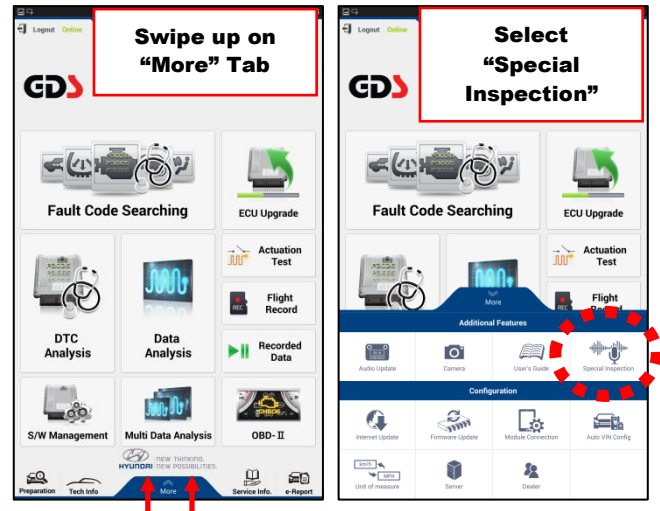 Logout Online
Swipe up on
“More” Tab
GDS
Fault Code Searching
ECU Upgrade
Actuation
Test
REC
Flight
Record
DTC
Analysis
Data
Analysis
Recorded
Data
S/W Management
Multi Data Analysis
CHECK
OBD-II
HYUNDAI
NEW THINKING.
NEW POSSIBILITIES.
Preparation
Tech Info
More
Service Info.
e-Report
Logout Online
Select
“Special
Inspection”
GDS
Fault Code Searching
ECU Upgrade
Actuation
Test
REC
Flight
Record
More
Additional Features
Audio Update
Camera
User's Guide
Special Inspection
Configuration
Internet Update
Firmware Update
Module Connection
Auto VIN Config
km/h
MPH
Unit of measure
Server
Dealer